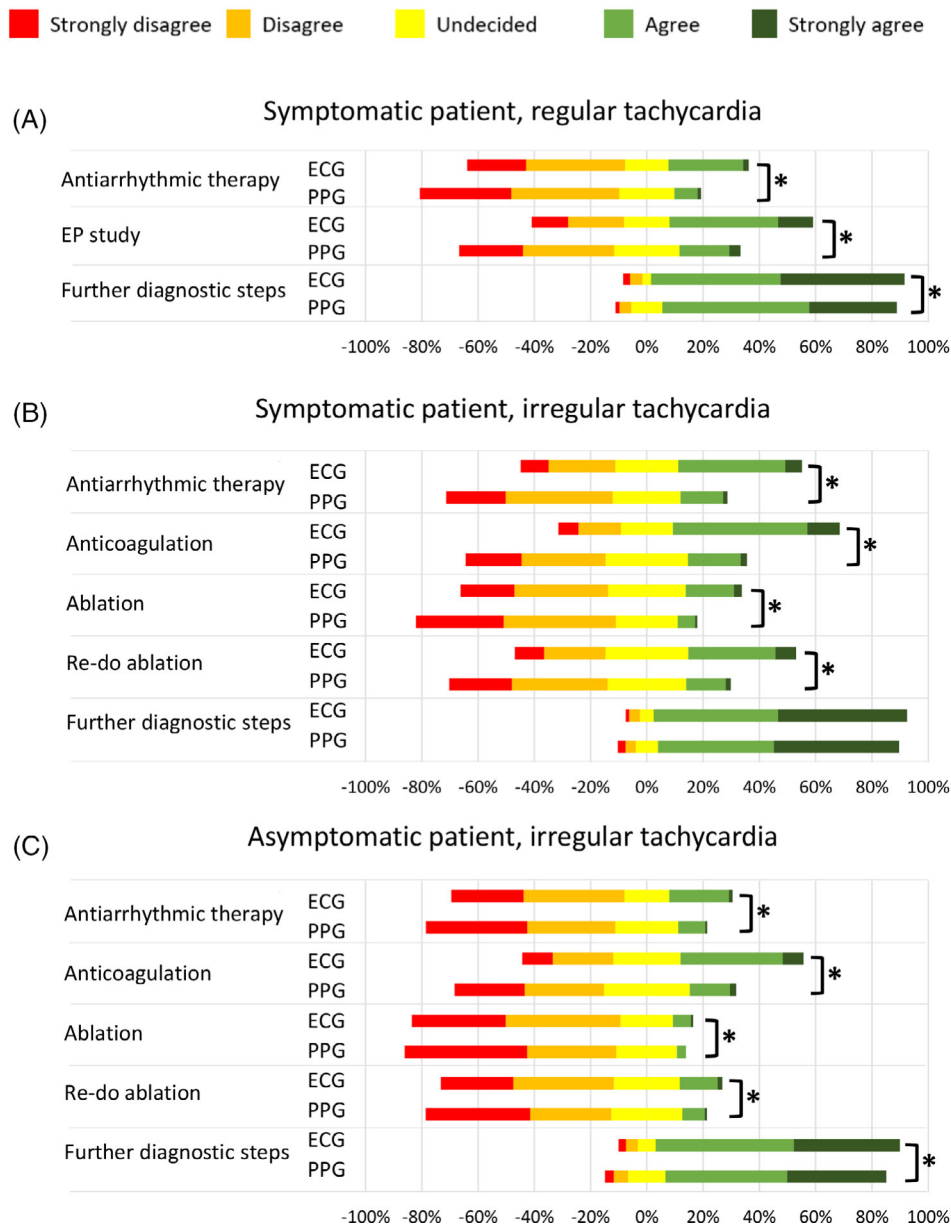 Strongly disagree Disagree Undecided Agree Strongly agree
(A) Symptomatic patient, regular tachycardia
Antiarrhythmic therapy ECG *
PPG
EP study ECG *
PPG
Further diagnostic steps ECG *
PPG
-100% -80% -60% -40% -20% 0% 20% 40% 60% 80% 100%
(B) Symptomatic patient, irregular tachycardia
Antiarrhythmic therapy ECG *
PPG
Anticoagulation ECG *
PPG
Ablation ECG *
PPG
Re-do ablation ECG *
PPG
Further diagnostic steps ECG
PPG
-100% -80% -60% -40% -20% 0% 20% 40% 60% 80% 100%
(C) Asymptomatic patient, irregular tachycardia
Antiarrhythmic therapy ECG *
PPG
Anticoagulation ECG *
PPG
Ablation ECG *
PPG
Re-do ablation ECG *
PPG
Further diagnostic steps ECG *
PPG
-100% -80% -60% -40% -20% 0% 20% 40% 60% 80% 100%